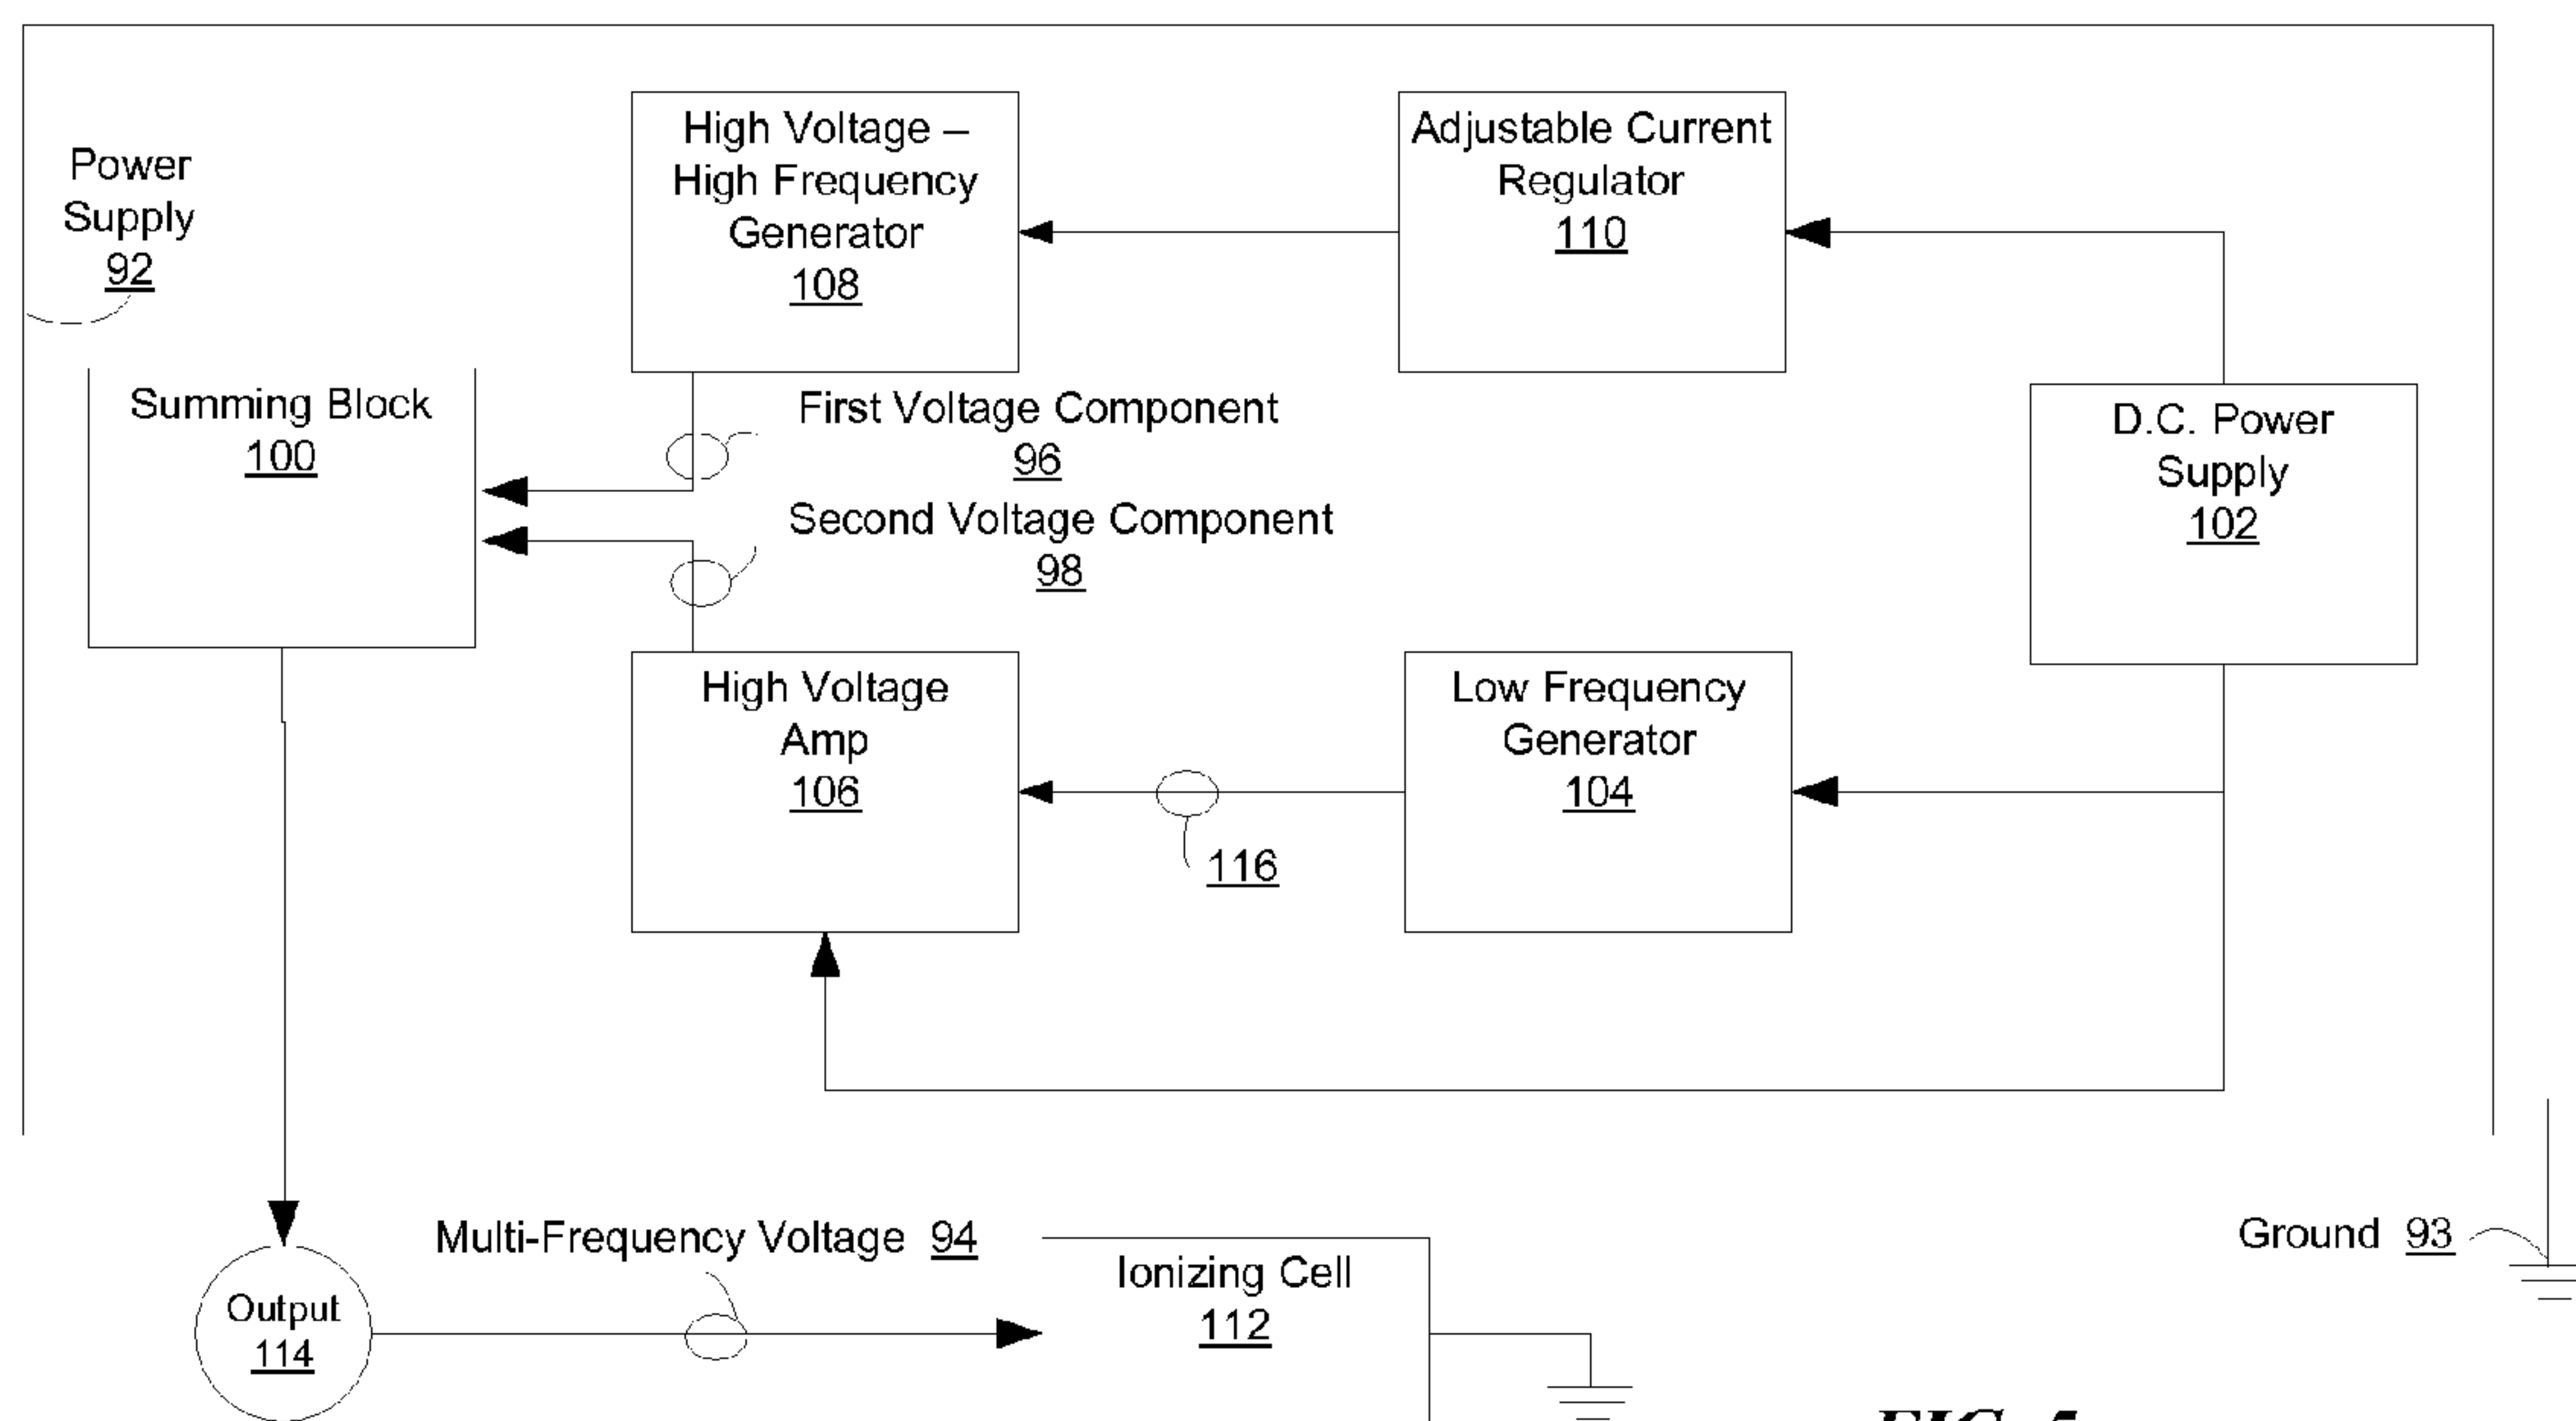 Power
Supply
92
High Voltage –
High Frequency
Generator
108
Adjustable Current
Regulator
110
Summing Block
100
First Voltage Component
96
Second Voltage Component
98
D.C. Power
Supply
102
High Voltage
Amp
106
Low Frequency
Generator
104
116
Multi-Frequency Voltage 94
Ground 93
Output
114
Ionizing Cell
112
FIG. 5